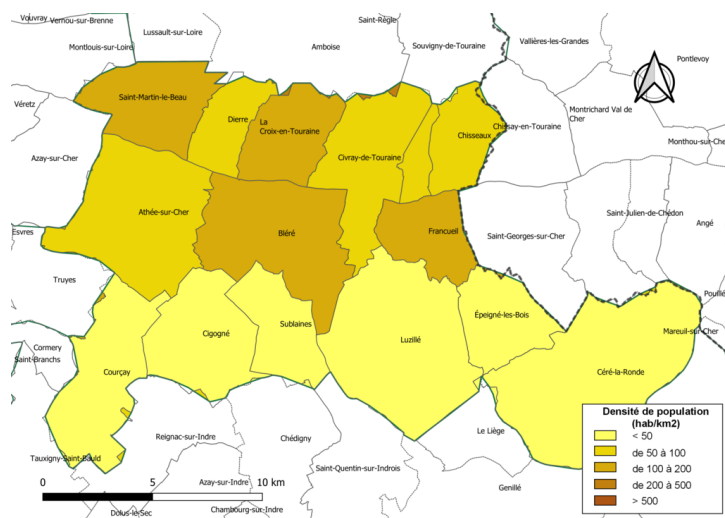 Vouvray
Vernou-sur-Brenne
Lussault-sur-Loire
Montlouis-sur-Loire
Amboise
Saint-Règle
Souvigny-de-Touraine
Vallières-les-Grandes
Pontlevoy
Véretz
Saint-Martin-le-Beau
Dierre
La
Croix-en-Touraine
Civray-de-Touraine
Chisseaux
Chissay-en-Touraine
Montrichard Val de
Cher
Monthou-sur-Che
Azay-sur-Cher
Athée-sur-Cher
Bléré
Francueil
Saint-Georges-sur-Cher
Saint-Julien-de-Chédon
Angé
Esvres
Truyes
Cormery
Saint-Branchs
Courçay
Cigogné
Sublaines
Luzillé
Épeigné-les-Bois
Céré-la-Ronde
Pouillé
Mareuil-sur-Cher
Tauxigny-Saint-Bauld
Reignac-sur-Indre
Chédigny
Saint-Quentin-sur-Indrois
Le Liège
Genillé
Azay-sur-Indre
Chambourg-sur-Indre
Dolus-le-Sec
0 5 10 km
Densité de population
(hab/km2)
< 50
de 50 à 100
de 100 à 200
de 200 à 500
> 500